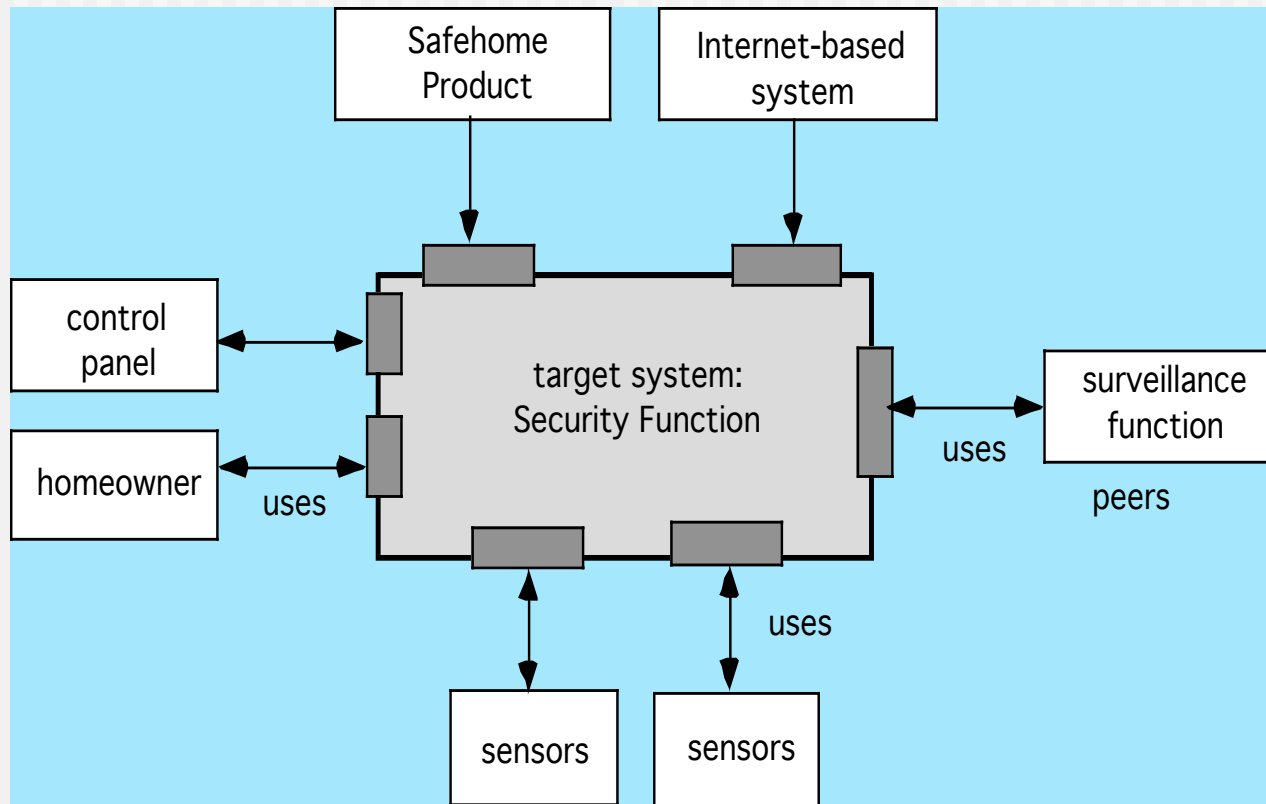 Safehome
Product
Internet-based
system
control
panel
target system:
Security Function
surveillance
function
homeowner
uses
uses
peers
uses
sensors
sensors